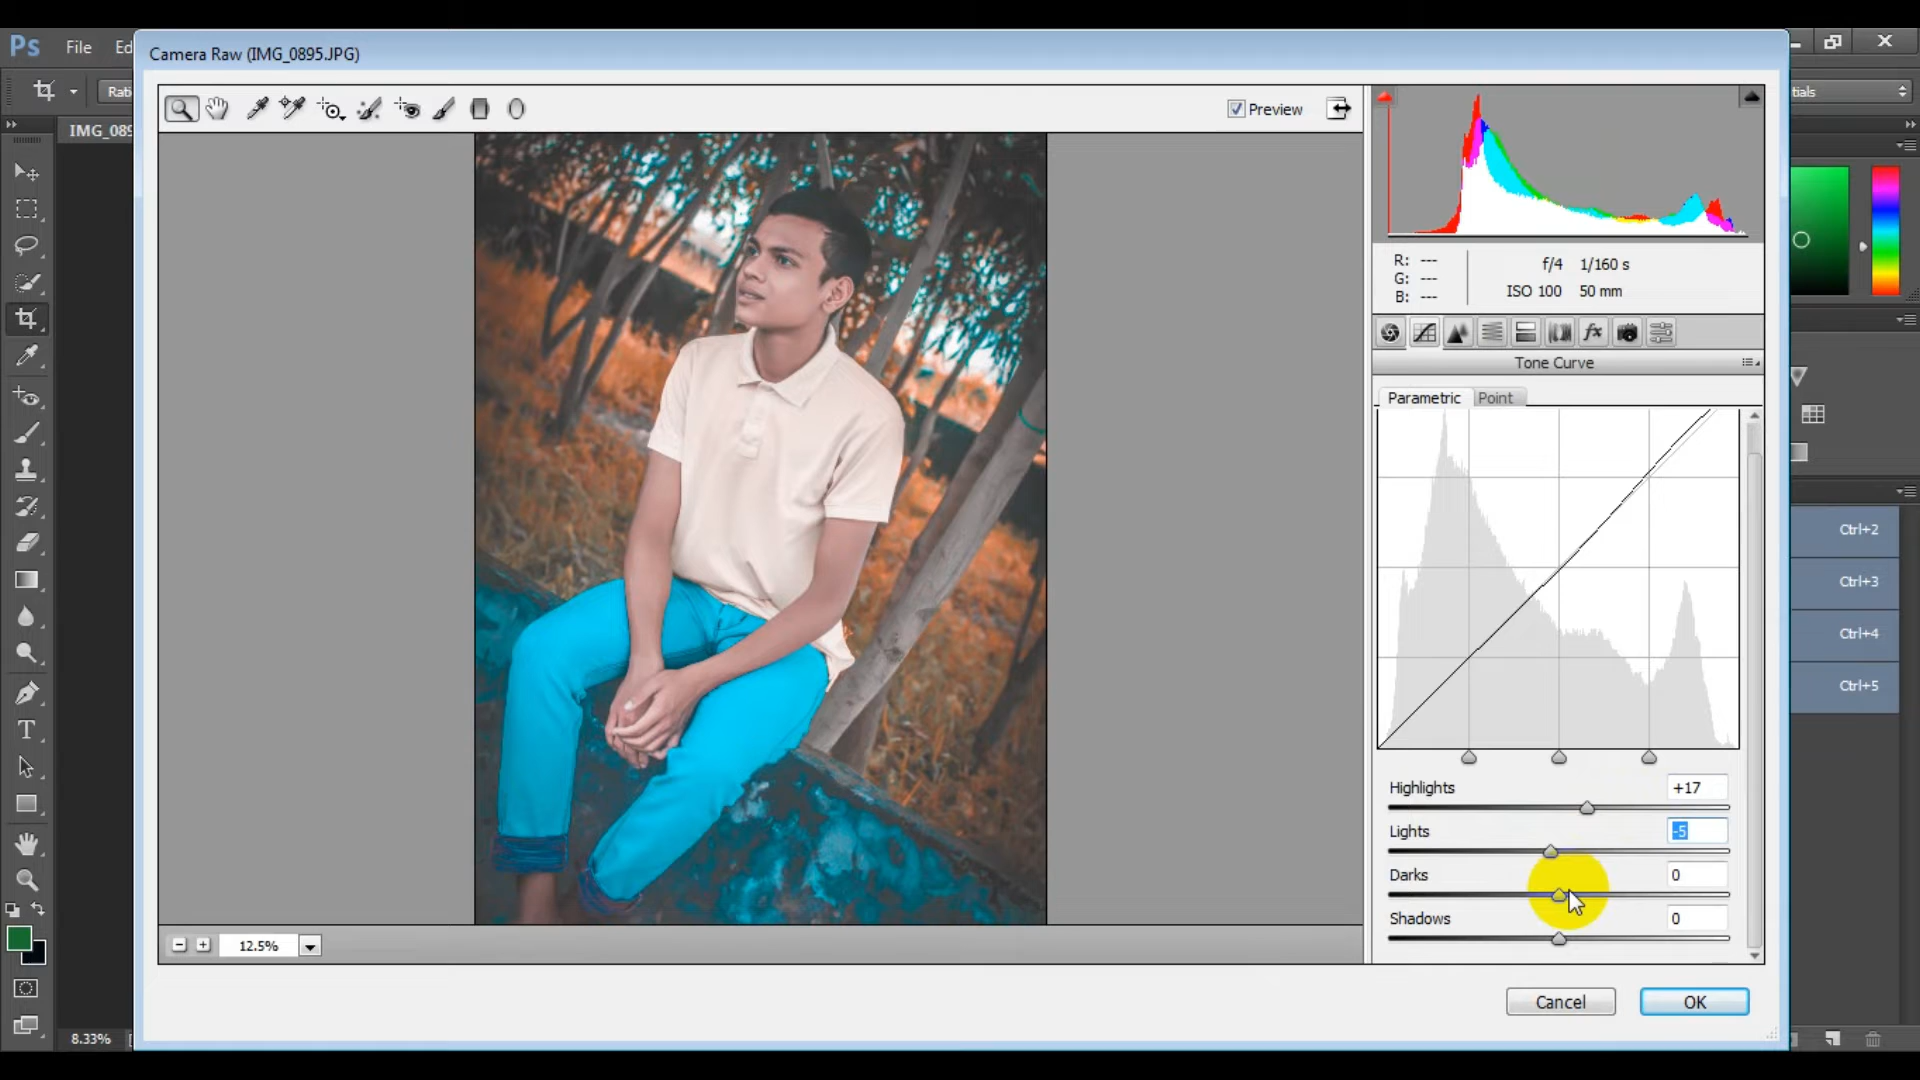 Ps
File
Ed
Camera Raw (IMG_0895.JPG)
Rati
tials
IMG_089
Preview
R: ---
G: ---
B: ---
f/4 1/160 s
ISO 100 50 mm
fx
Tone Curve
Parametric
Point
Ctrl+2
Ctrl+3
Ctrl+4
Ctrl+5
T
Highlights +17
Lights -5
Darks 0
Shadows 0
12.5%
Cancel
OK
8.33%